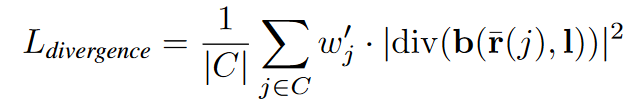 $L_{divergence} = \frac{1}{|C|} \sum_{j \in C} w'_j \cdot |\mathrm{div}(\mathbf{b}(\bar{\mathbf{r}}(j), \mathbf{l}))|^2$